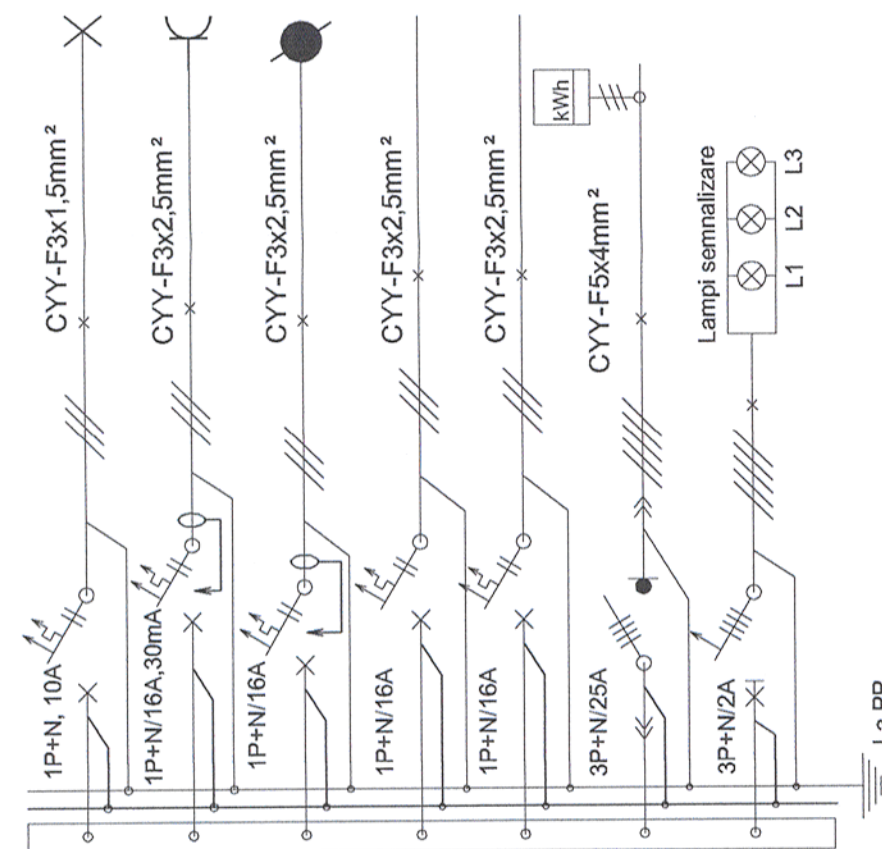 CYY-F3x1,5mm²
1P+N, 10A
CYY-F3x2,5mm²
1P+N/16A,30mA
CYY-F3x2,5mm²
1P+N/16A
CYY-F3x2,5mm²
1P+N/16A
CYY-F3x2,5mm²
1P+N/16A
kWh
CYY-F5x4mm²
3P+N/25A
Lampi semnalizare
L1 L2 L3
3P+N/2A